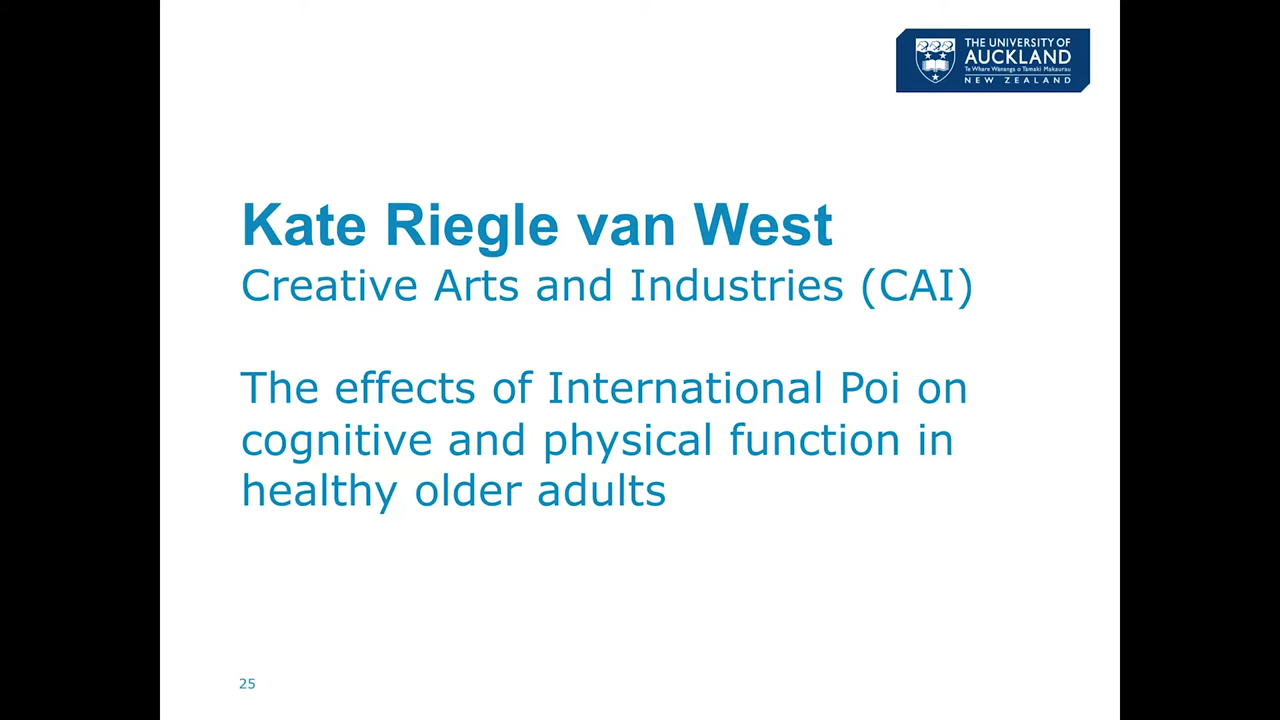 THE UNIVERSITY OF
AUCKLAND
Te Whare Wānanga o Tāmaki Makaurau
NEW ZEALAND
Kate Riegle van West
Creative Arts and Industries (CAI)
The effects of International Poi on
cognitive and physical function in
healthy older adults
25